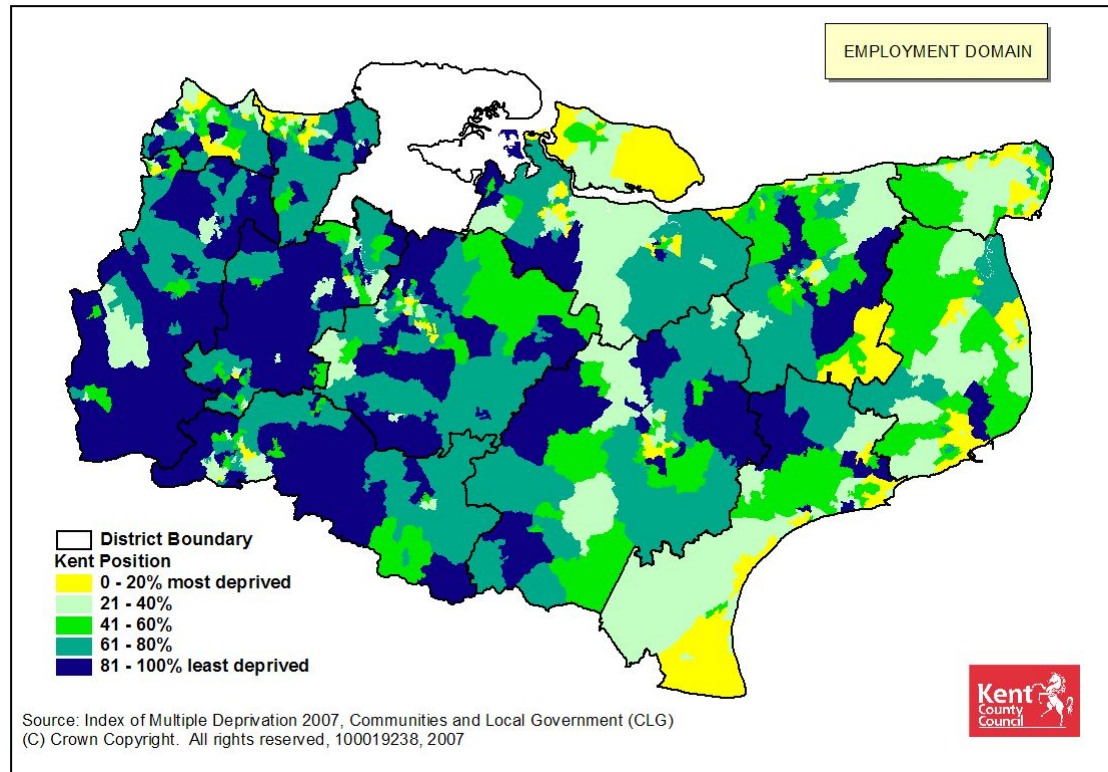 EMPLOYMENT DOMAIN
District Boundary
Kent Position
0 - 20% most deprived
21 - 40%
41 - 60%
61 - 80%
81 - 100% least deprived
Source: Index of Multiple Deprivation 2007, Communities and Local Government (CLG)
(C) Crown Copyright. All rights reserved, 100019238, 2007
Kent
County
Council